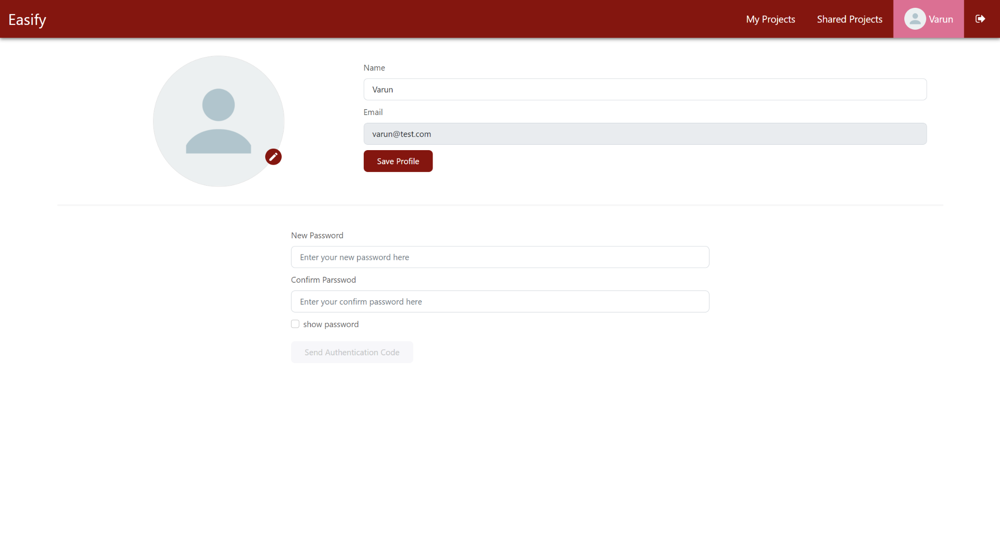 Easify
My Projects
Shared Projects
Varun
Name
Varun
Email
varun@test.com
Save Profile
New Password
Enter your new password here
Confirm Parsswod
Enter your confirm password here
show password
Send Authentication Code